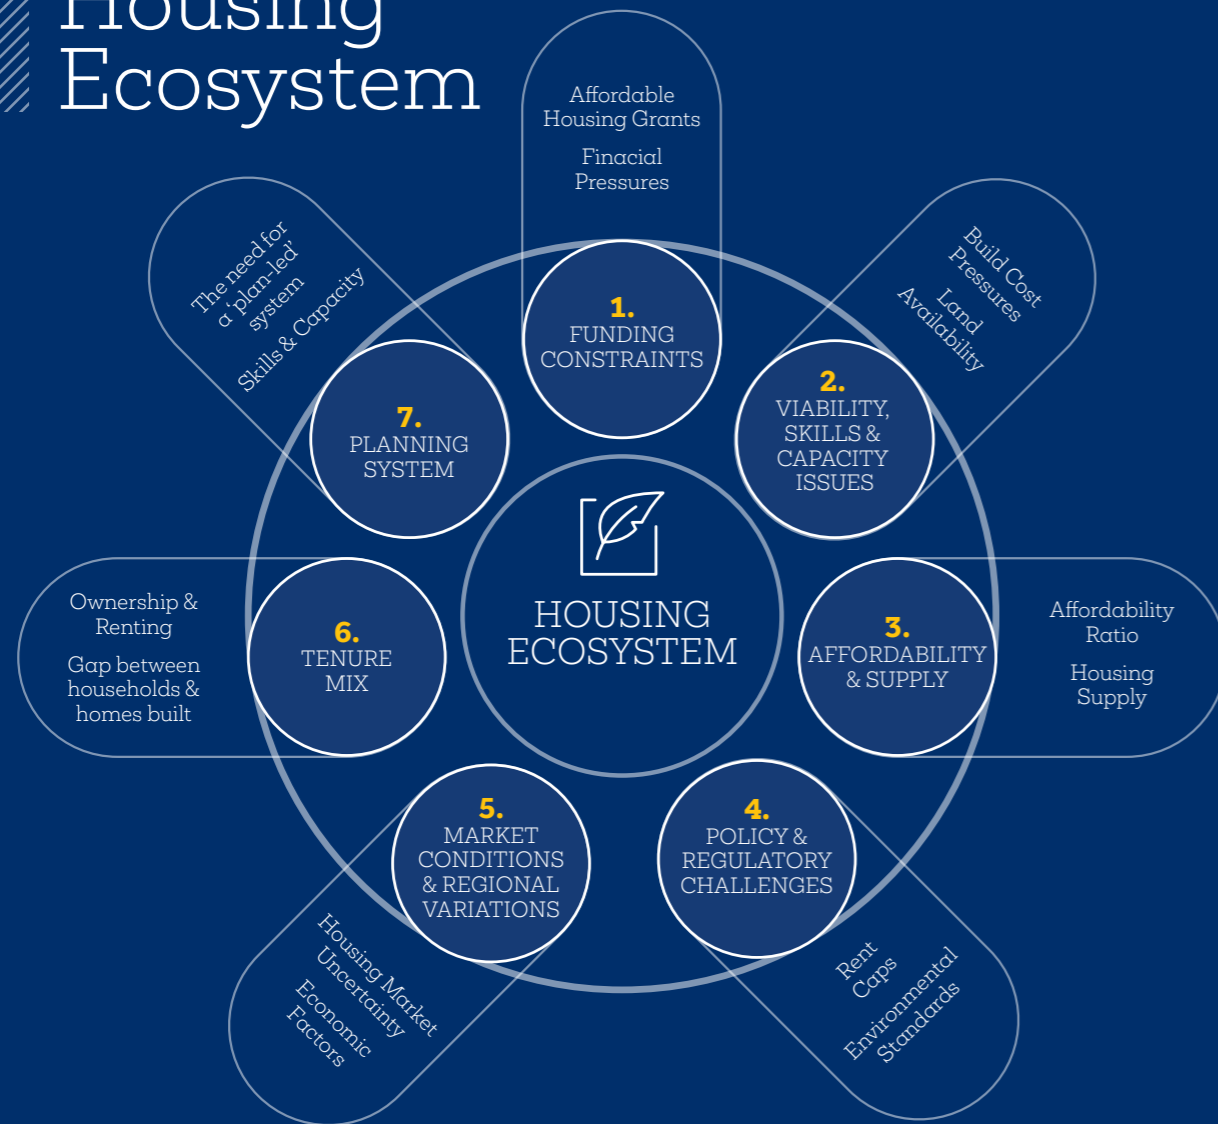 Housing
Ecosystem
Affordable
Housing Grants
Finacial
Pressures
1.
FUNDING
CONSTRAINTS
Build Cost
Pressures
Land
Availability
2.
VIABILITY,
SKILLS &
CAPACITY
ISSUES
Affordability
Ratio
Housing
Supply
3.
AFFORDABILITY
& SUPPLY
4.
POLICY &
REGULATORY
CHALLENGES
Rent
Caps
Environmental
Standards
5.
MARKET
CONDITIONS
& REGIONAL
VARIATIONS
Housing Market
Uncertainty
Economic
Factors
6.
TENURE
MIX
Ownership &
Renting
Gap between
households &
homes built
7.
PLANNING
SYSTEM
The need for
a ‘plan-led’
system
Skills & Capacity
HOUSING
ECOSYSTEM